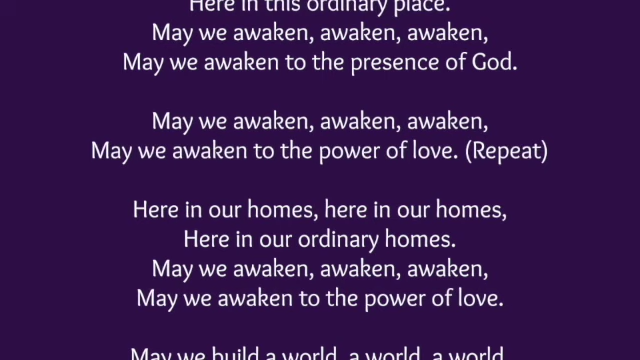 Here in this ordinary place.
May we awaken, awaken, awaken,
May we awaken to the presence of God.
May we awaken, awaken, awaken,
May we awaken to the power of love. (Repeat)
Here in our homes, here in our homes,
Here in our ordinary homes.
May we awaken, awaken, awaken,
May we awaken to the power of love.
May we build a world, a world, a world